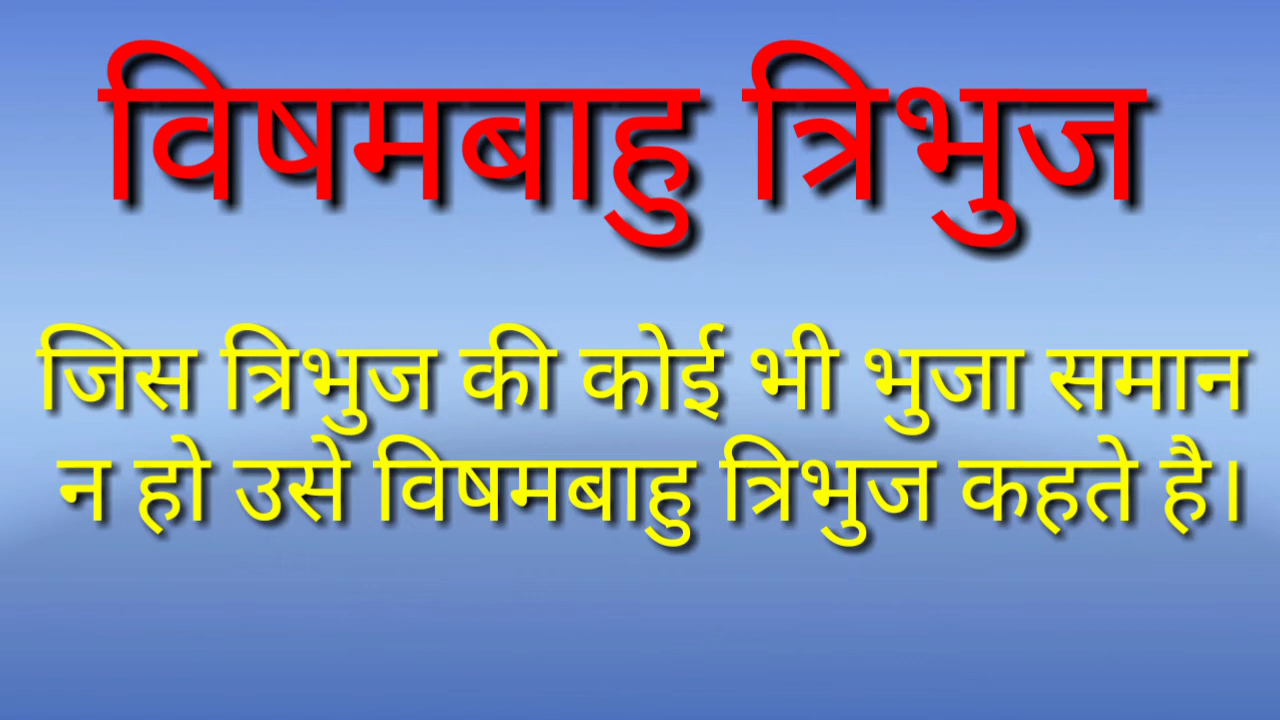 विषमबाहु त्रिभुज
जिस त्रिभुज की कोई भी भुजा समान
न हो उसे विषमबाहु त्रिभुज कहते है।